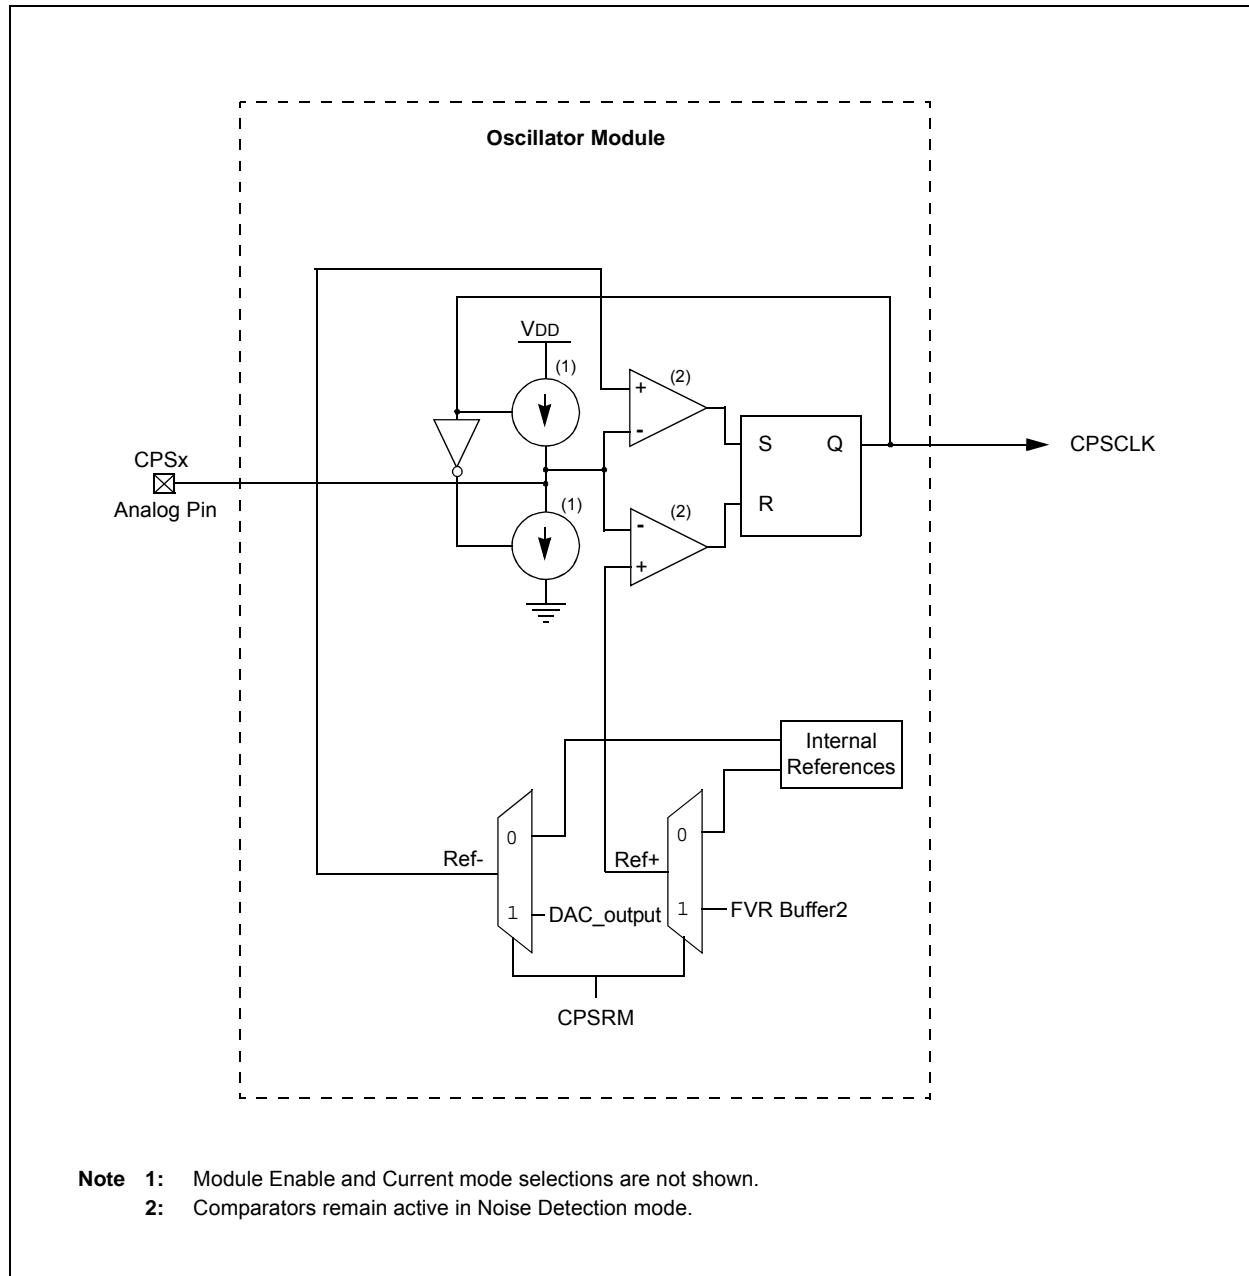 Oscillator Module
VDD
(1)
(2)
+
-
S Q
CPSCLK
CPSx
Analog Pin
(1)
(2)
R
-
+
Internal
References
0
0
Ref-
Ref+
1
DAC_output
1
FVR Buffer2
CPSRM
Note 1: Module Enable and Current mode selections are not shown.
2: Comparators remain active in Noise Detection mode.